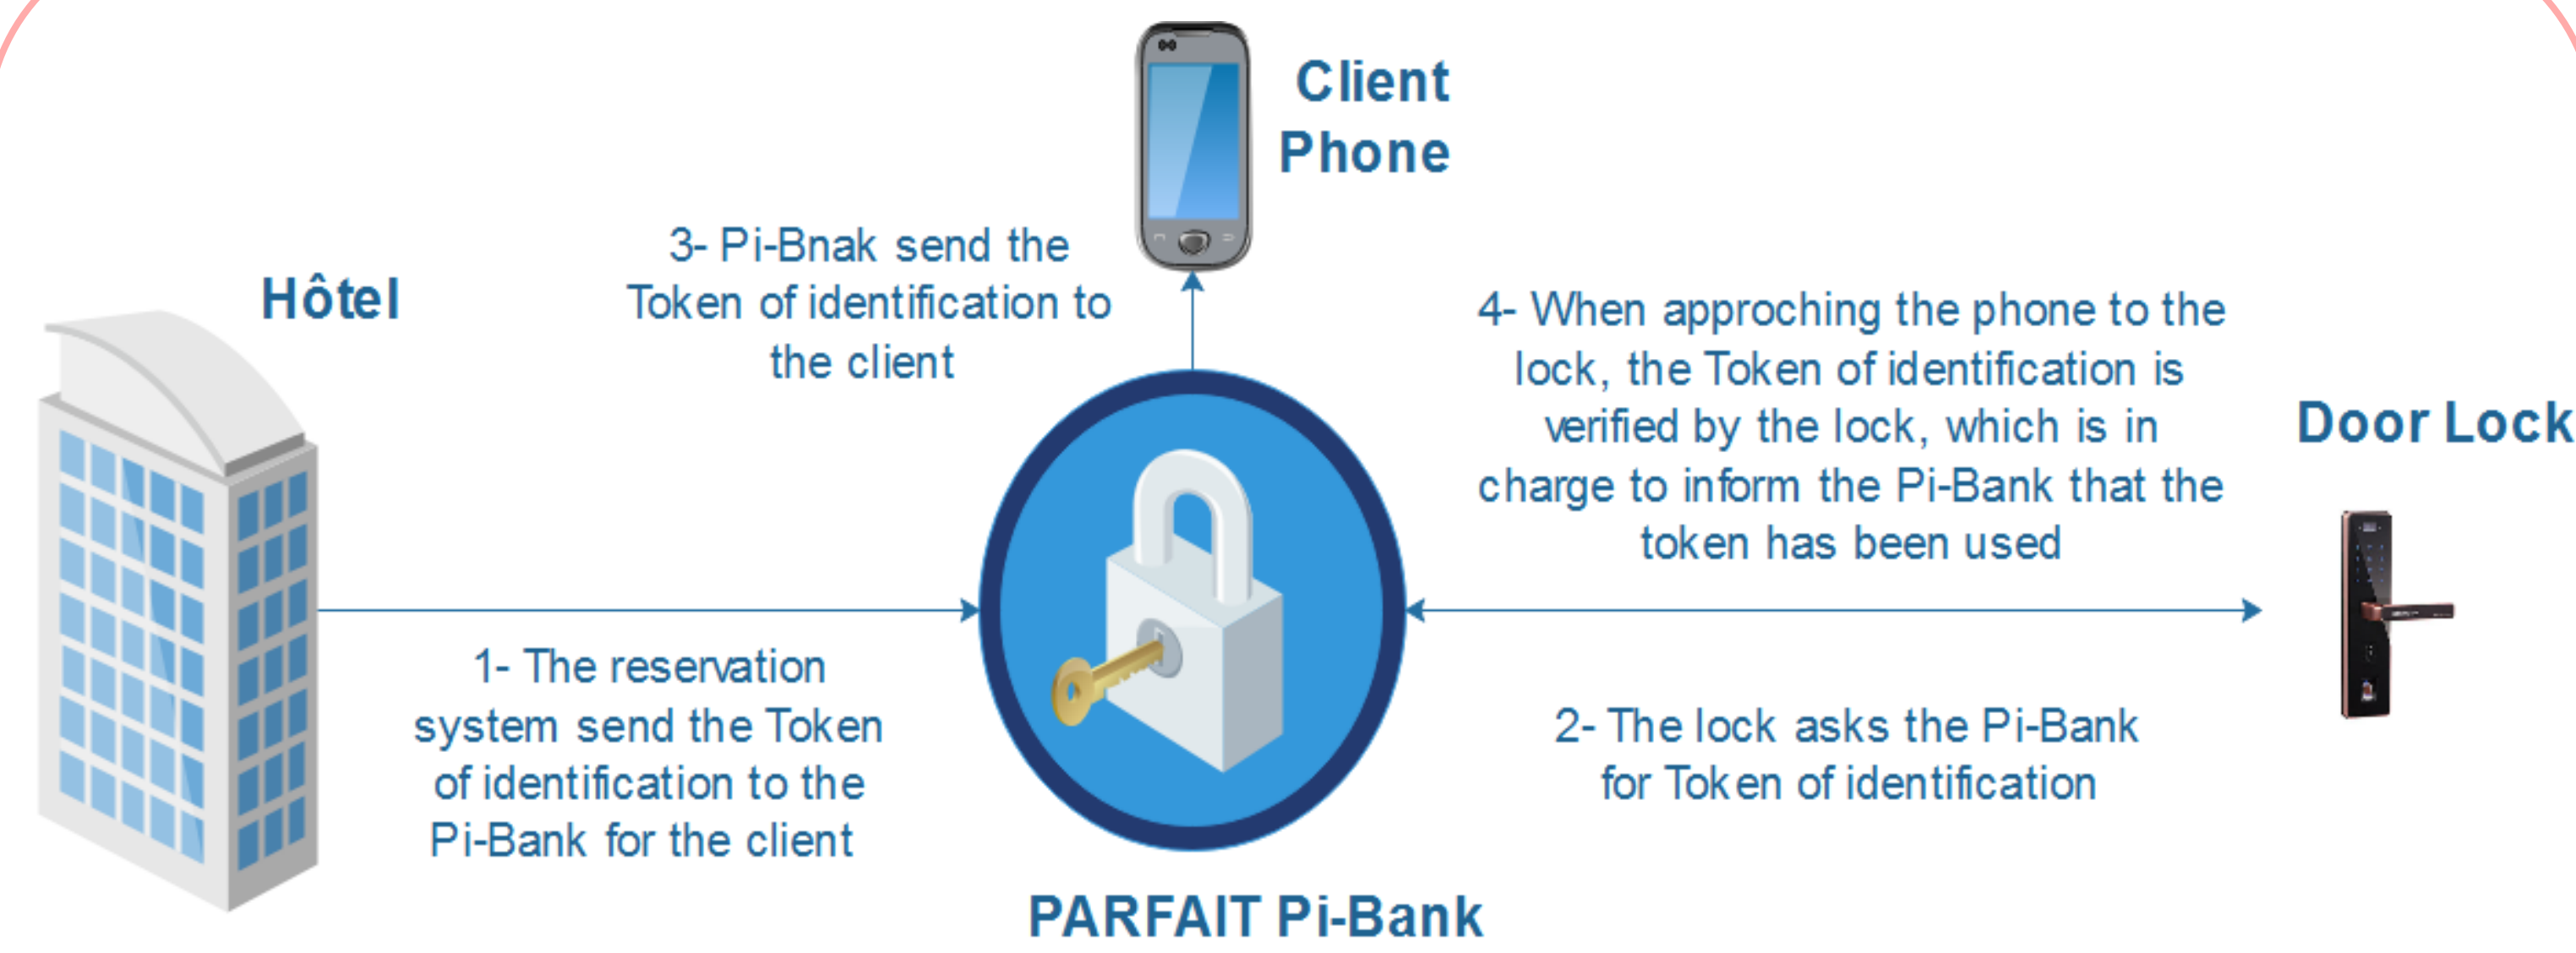 Client
Phone
3- Pi-Bnak send the
Token of identification to
the client
Hôtel
4- When approching the phone to the
lock, the Token of identification is
verified by the lock, which is in
charge to inform the Pi-Bank that the
token has been used
Door Lock
1- The reservation
system send the Token
of identification to the
Pi-Bank for the client
2- The lock asks the Pi-Bank
for Token of identification
PARFAIT Pi-Bank